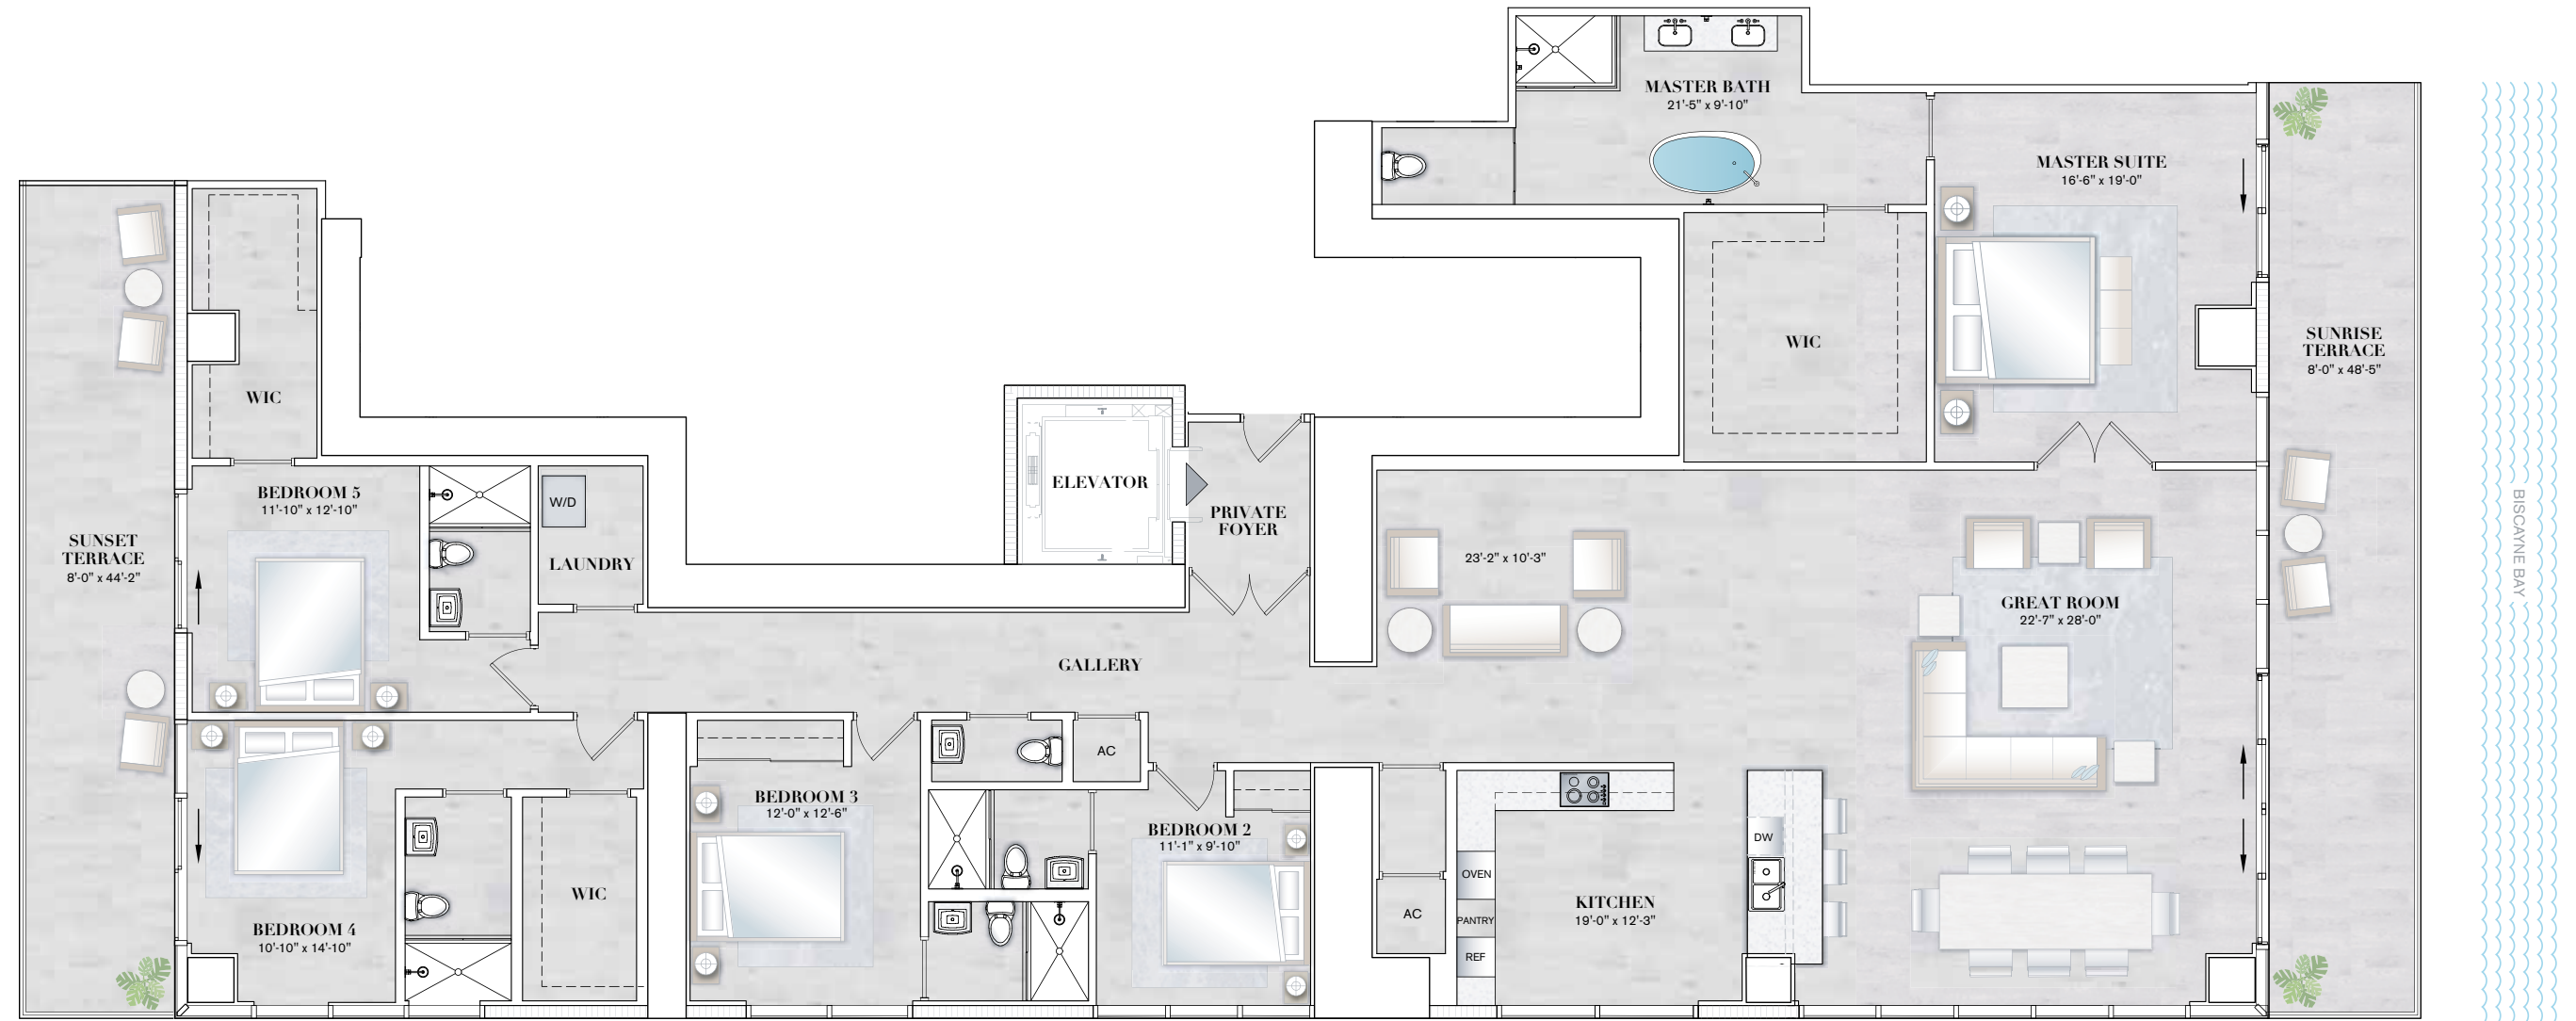 MASTER BATH
21'-5" x 9'-10"
MASTER SUITE
16'-6" x 19'-0"
WIC
SUNRISE
TERRACE
8'-0" x 48'-5"
WIC
BEDROOM 5
11'-10" x 12'-10"
W/D
LAUNDRY
ELEVATOR
PRIVATE
FOYER
SUNSET
TERRACE
8'-0" x 44'-2"
23'-2" x 10'-3"
GREAT ROOM
22'-7" x 28'-0"
BISCAYNE BAY
GALLERY
AC
BEDROOM 3
12'-0" x 12'-6"
BEDROOM 2
11'-1" x 9'-10"
DW
OVEN
PANTRY
REF
AC
KITCHEN
19'-0" x 12'-3"
WIC
BEDROOM 4
10'-10" x 14'-10"